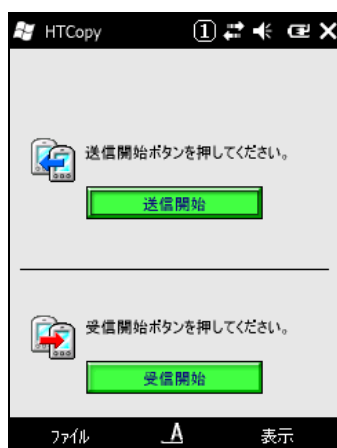 HTCopy 1
送信開始ボタンを押してください。
送信開始
受信開始ボタンを押してください。
受信開始
ファイル A 表示